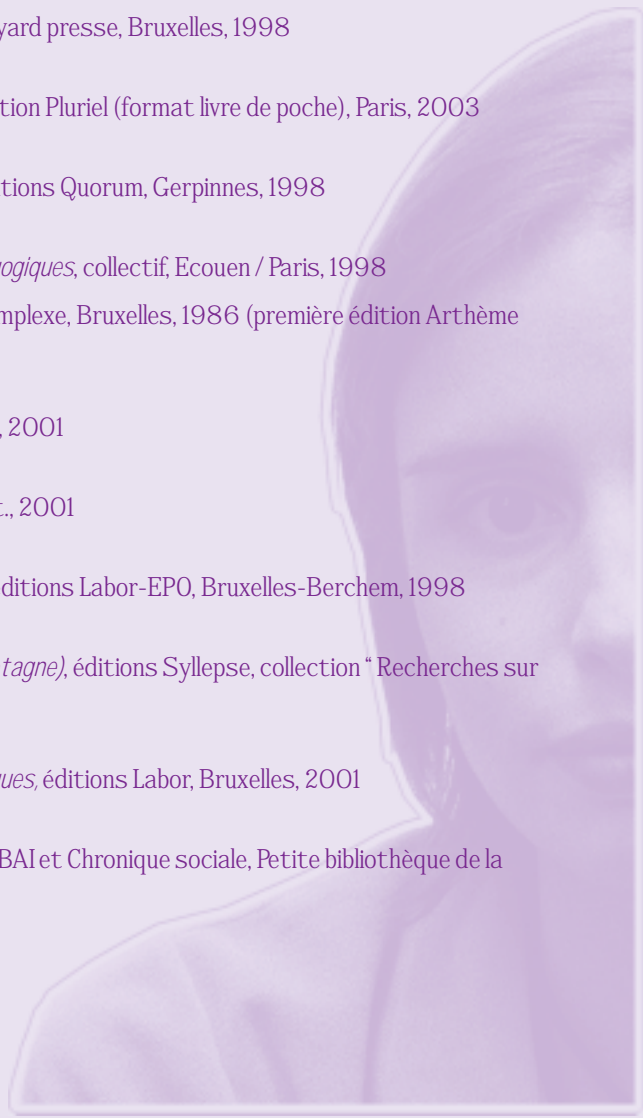 yard presse, Bruxelles, 1998
tion Pluriel (format livre de poche), Paris, 2003
tions Quorum, Gerpinnes, 1998
ogiques, collectif, Ecouen / Paris, 1998
mplexe, Bruxelles, 1986 (première édition Arthème
, 2001
t., 2001
éditions Labor-EPO, Bruxelles-Berchem, 1998
tagne), éditions Syllepse, collection “ Recherches sur
ques, éditions Labor, Bruxelles, 2001
BAI et Chronique sociale, Petite bibliothèque de la